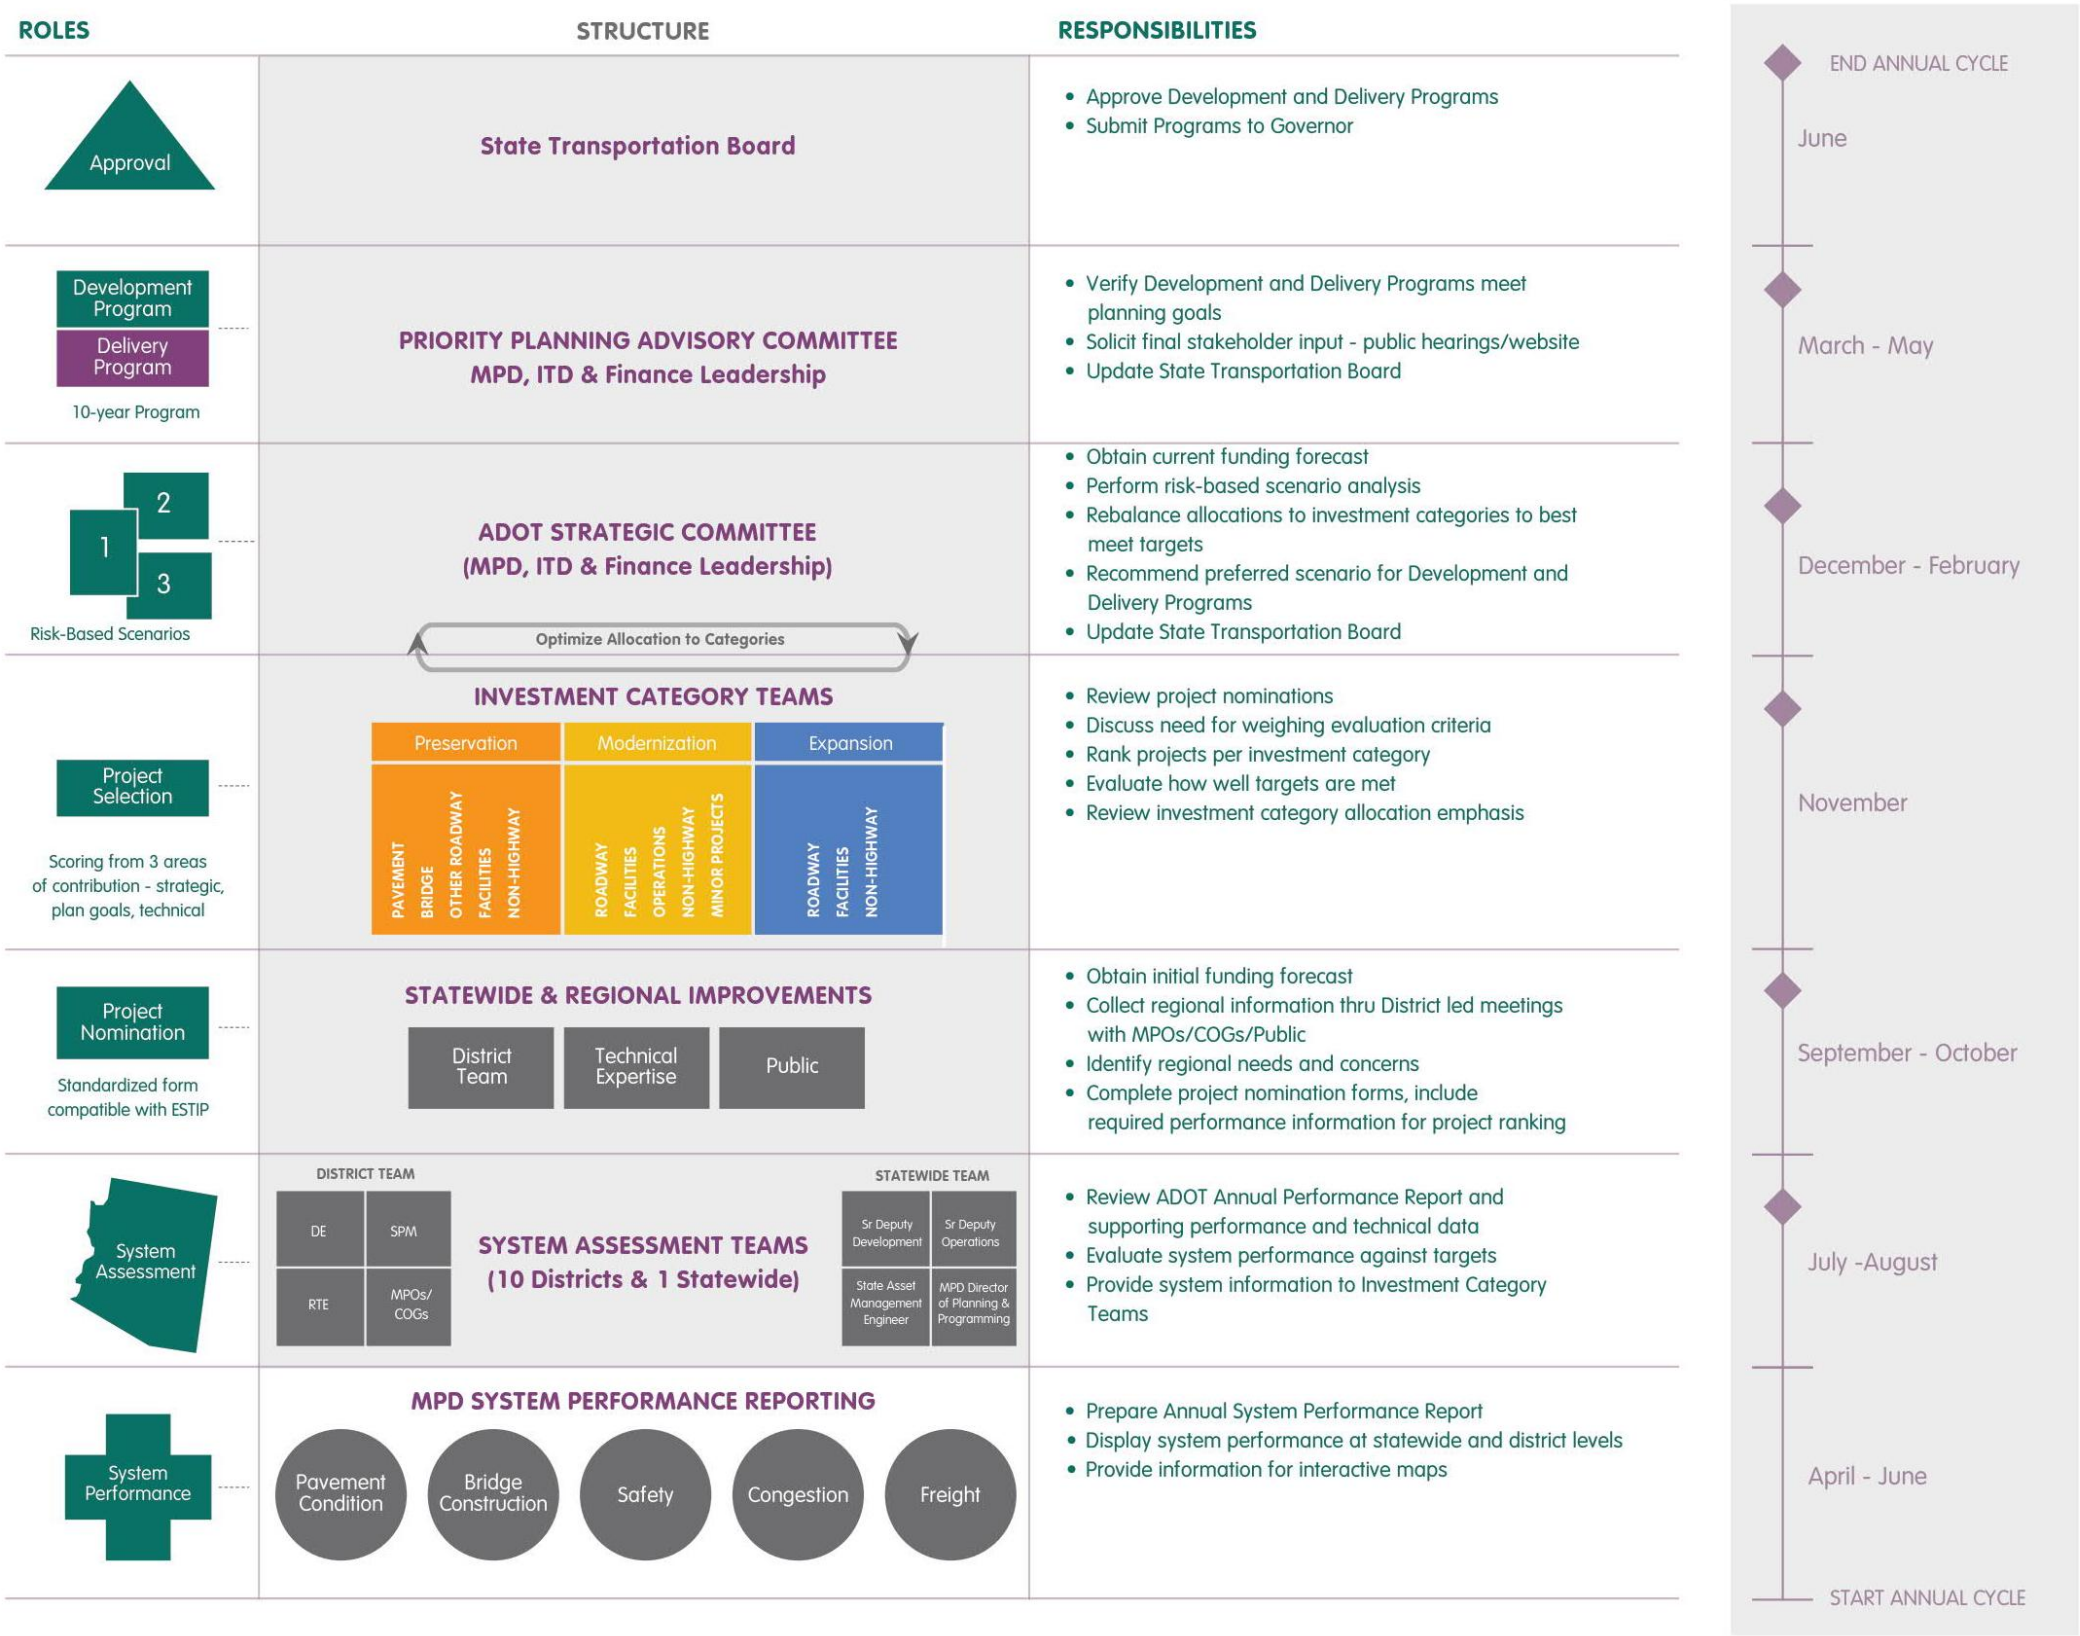 ROLES
STRUCTURE
RESPONSIBILITIES
END ANNUAL CYCLE
Approval
State Transportation Board
• Approve Development and Delivery Programs
• Submit Programs to Governor
June
Development
Program
Delivery
Program
10-year Program
PRIORITY PLANNING ADVISORY COMMITTEE
MPD, ITD & Finance Leadership
• Verify Development and Delivery Programs meet
planning goals
• Solicit final stakeholder input - public hearings/website
• Update State Transportation Board
March - May
2
1
3
Risk-Based Scenarios
ADOT STRATEGIC COMMITTEE
(MPD, ITD & Finance Leadership)
Optimize Allocation to Categories
• Obtain current funding forecast
• Perform risk-based scenario analysis
• Rebalance allocations to investment categories to best
meet targets
• Recommend preferred scenario for Development and
Delivery Programs
• Update State Transportation Board
December - February
Project
Selection
Scoring from 3 areas
of contribution - strategic,
plan goals, technical
INVESTMENT CATEGORY TEAMS
Preservation
PAVEMENT
BRIDGE
OTHER ROADWAY
FACILITIES
NON-HIGHWAY
Modernization
ROADWAY
FACILITIES
OPERATIONS
NON-HIGHWAY
MINOR PROJECTS
Expansion
ROADWAY
FACILITIES
NON-HIGHWAY
• Review project nominations
• Discuss need for weighing evaluation criteria
• Rank projects per investment category
• Evaluate how well targets are met
• Review investment category allocation emphasis
November
Project
Nomination
Standardized form
compatible with ESTIP
STATEWIDE & REGIONAL IMPROVEMENTS
District
Team
Technical
Expertise
Public
• Obtain initial funding forecast
• Collect regional information thru District led meetings
with MPOs/COGs/Public
• Identify regional needs and concerns
• Complete project nomination forms, include
required performance information for project ranking
September - October
System
Assessment
DISTRICT TEAM
DE
SPM
RTE
MPOs/
COGs
SYSTEM ASSESSMENT TEAMS
(10 Districts & 1 Statewide)
STATEWIDE TEAM
Sr Deputy
Development
Sr Deputy
Operations
State Asset
Management
Engineer
MPD Director
of Planning &
Programming
• Review ADOT Annual Performance Report and
supporting performance and technical data
• Evaluate system performance against targets
• Provide system information to Investment Category
Teams
July -August
System
Performance
MPD SYSTEM PERFORMANCE REPORTING
Pavement
Condition
Bridge
Construction
Safety
Congestion
Freight
• Prepare Annual System Performance Report
• Display system performance at statewide and district levels
• Provide information for interactive maps
April - June
START ANNUAL CYCLE